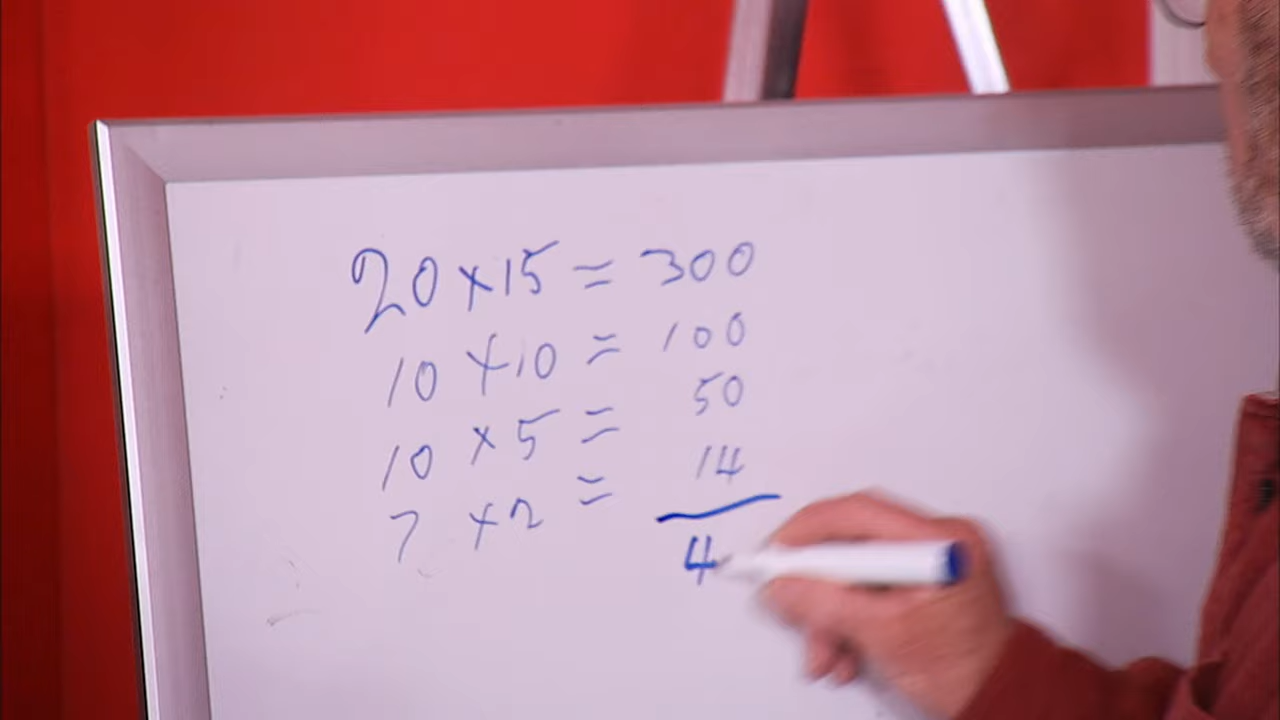 20 x 15 = 300
10 x 10 = 100
10 x 5 = 50
7 x 2 = 14
4